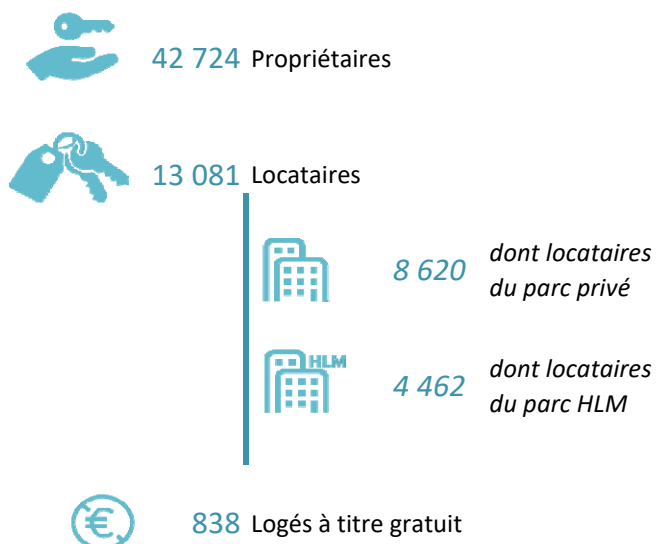 42 724 Propriétaires
13 081 Locataires
8 620 dont locataires
du parc privé
HLM
4 462 dont locataires
du parc HLM
€
838 Logés à titre gratuit